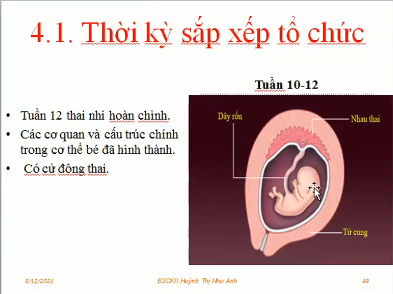 4.1. Thời kỳ sắp xếp tổ chức
Tuần 10-12
• Tuần 12 thai nhi hoàn chỉnh.
• Các cơ quan và cấu trúc chính
trong cơ thể bé đã hình thành.
• Có cử động thai.
Dây rốn
Nhau thai
Tử cung
8/12/2021
BSCKII.Huỳnh Thị Như Anh
49